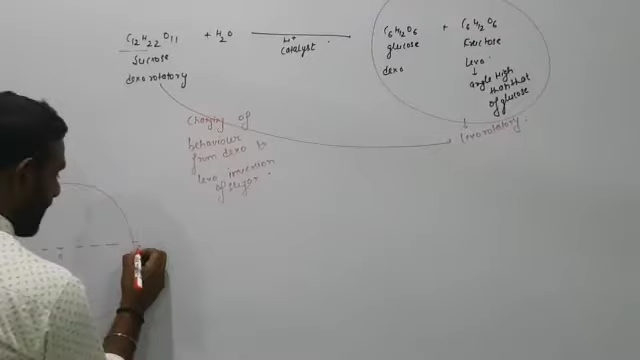 C12H22O11 + H2O H+ catalyst. C6H12O6 + C6H12O6
Sucrose glucose Fructose
dexorotatory dexo levo
↓
angle high
than that
of glucose
↓
levorotatory.
Changing of
behaviour
from dexo to
levo inversion
of sugar.